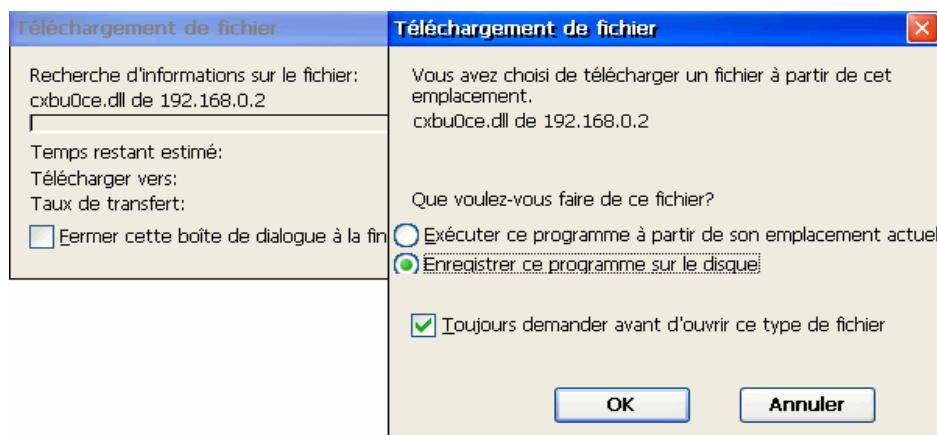 Téléchargement de fichier
Recherche d'informations sur le fichier:
cxbu0ce.dll de 192.168.0.2
Temps restant estimé:
Télécharger vers:
Taux de transfert:
Fermer cette boîte de dialogue à la fin
Téléchargement de fichier
Vous avez choisi de télécharger un fichier à partir de cet
emplacement.
cxbu0ce.dll de 192.168.0.2
Que voulez-vous faire de ce fichier?
Exécuter ce programme à partir de son emplacement actuel
Enregistrer ce programme sur le disque
Toujours demander avant d'ouvrir ce type de fichier
OK
Annuler